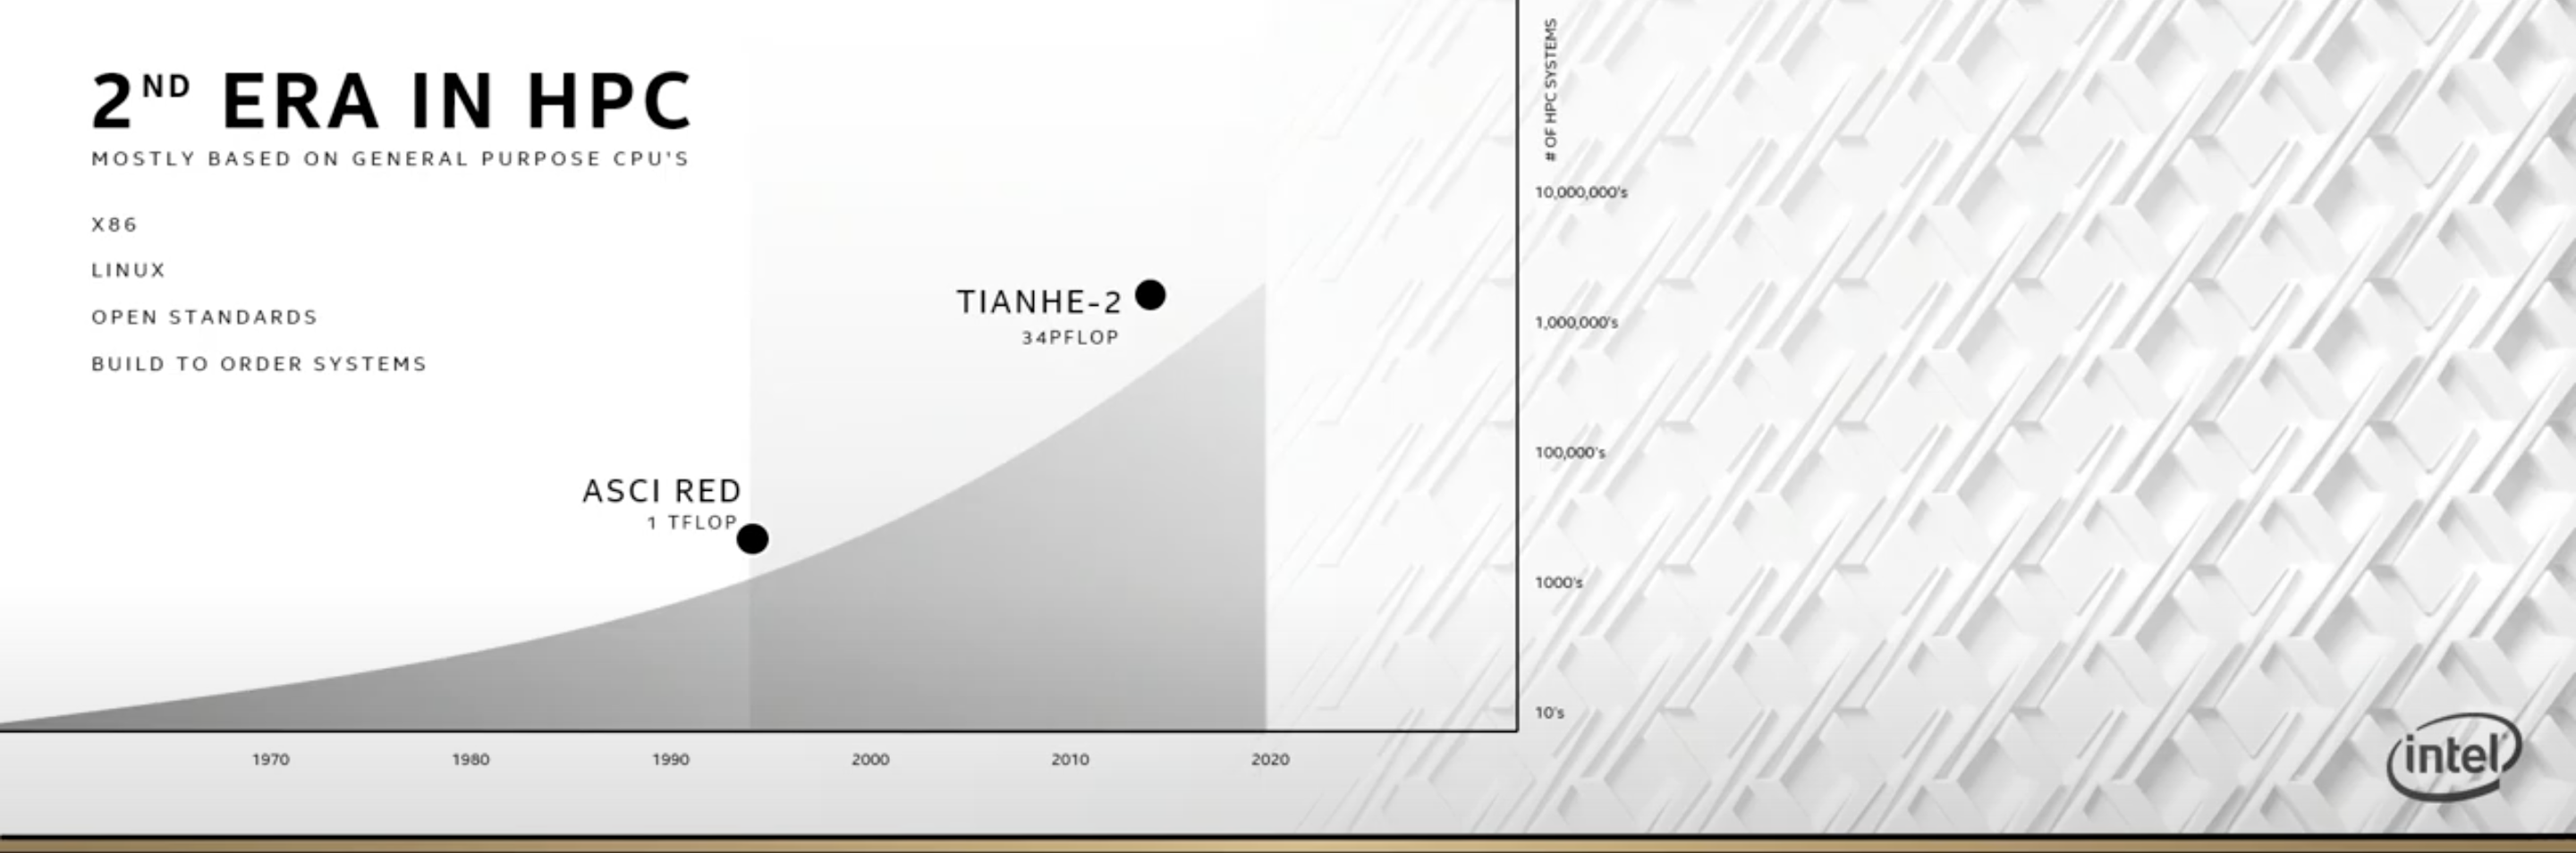 2ND ERA IN HPC
MOSTLY BASED ON GENERAL PURPOSE CPU'S
X86
LINUX
OPEN STANDARDS
BUILD TO ORDER SYSTEMS
ASCI RED
1 TFLOP
TIANHE-2
34PFLOP
# OF HPC SYSTEMS
10,000,000's
1,000,000's
100,000's
1000's
10's
1970 1980 1990 2000 2010 2020
intel